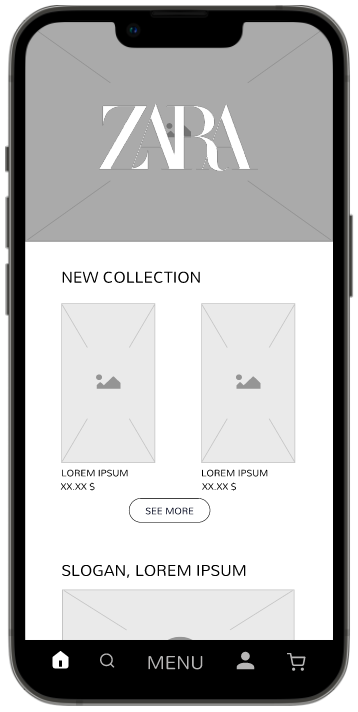 ZARA
NEW COLLECTION
LOREM IPSUM LOREM IPSUM
XX.XX $ XX.XX $
SEE MORE
SLOGAN, LOREM IPSUM
MENU